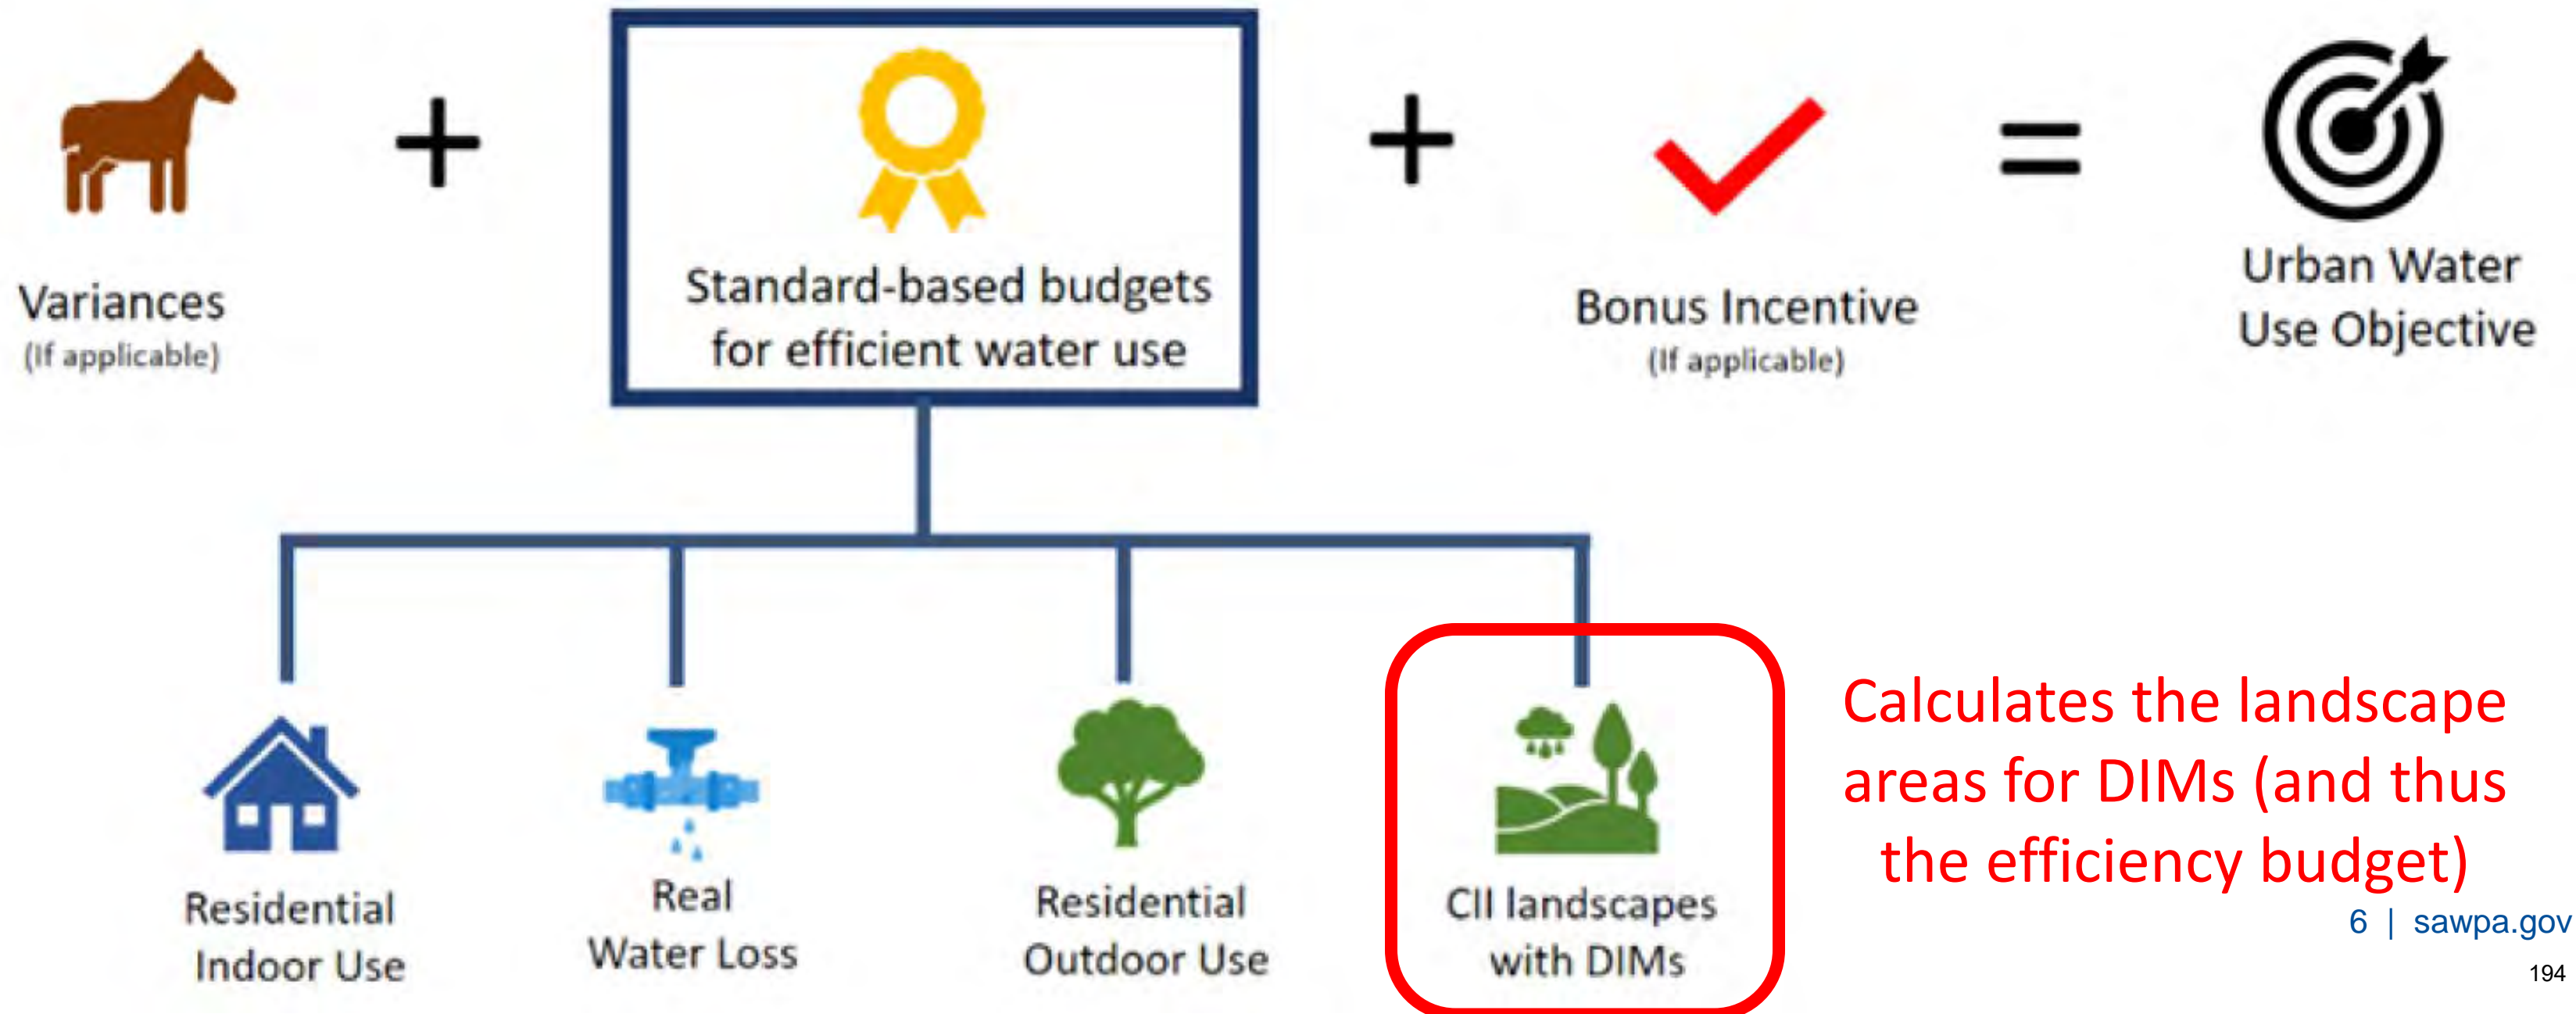 Variances
(If applicable)
+
Standard-based budgets
for efficient water use
+
Bonus Incentive
(If applicable)
=
Urban Water
Use Objective
Residential
Indoor Use
Real
Water Loss
Residential
Outdoor Use
CII landscapes
with DIMs
Calculates the landscape
areas for DIMs (and thus
the efficiency budget)
6 | sawpa.gov
194